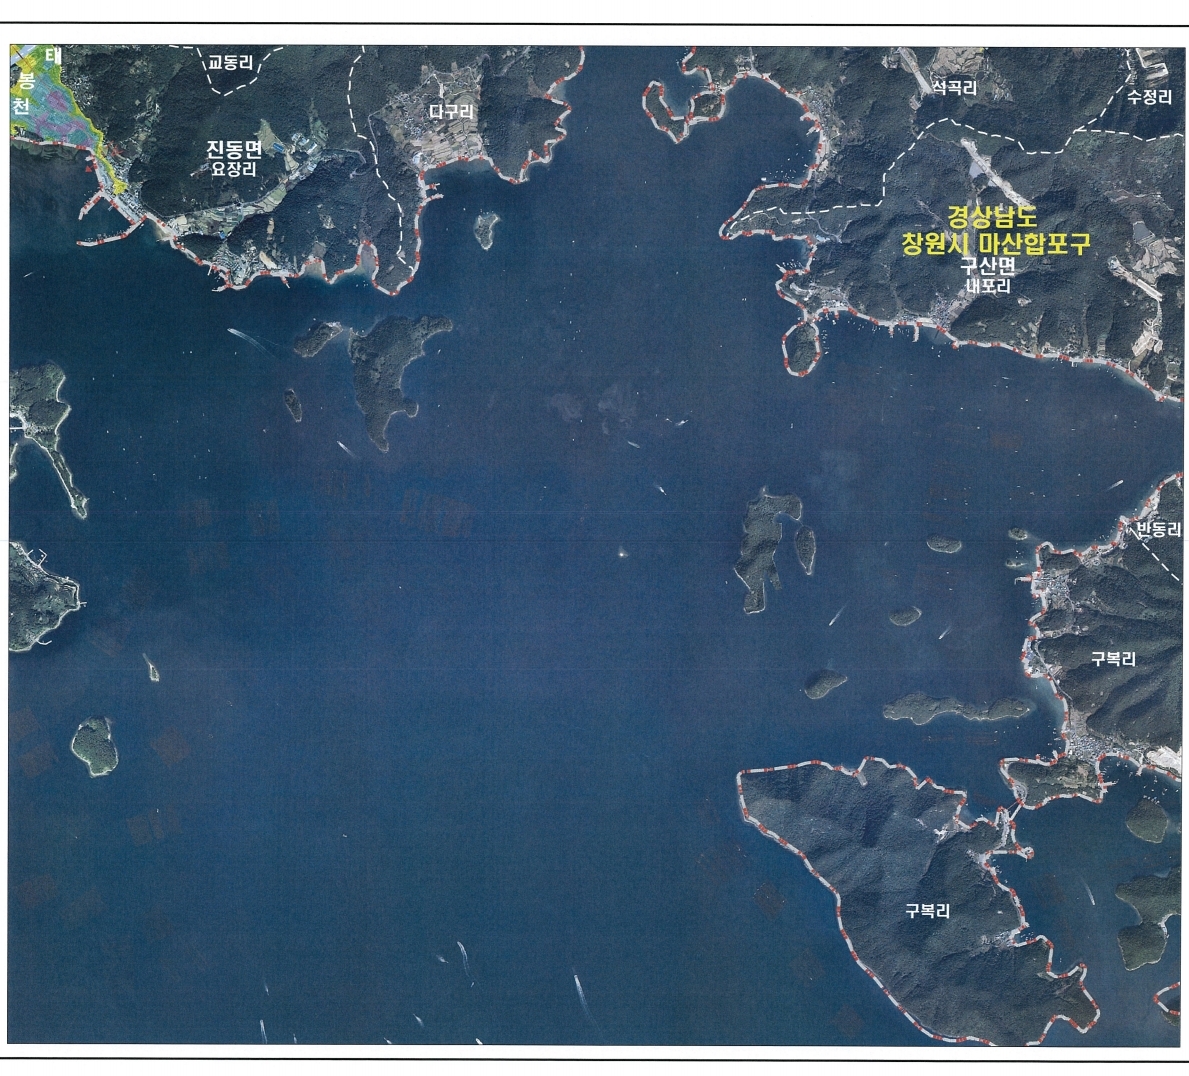 태
봉
천
교동리
다구리
석곡리
수정리
진동면
요장리
경상남도
창원시 마산합포구
구산면
내포리
반동리
구복리
구복리